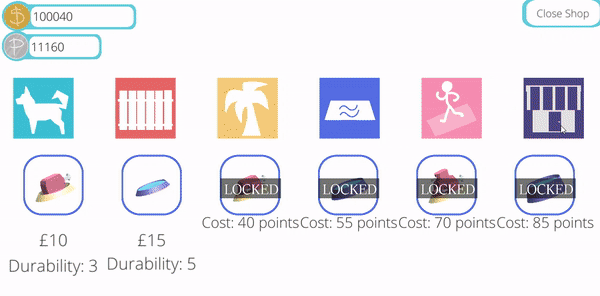 100040
Close Shop
11160
LOCKED LOCKED LOCKED LOCKED
Cost: 40 points Cost: 55 points Cost: 70 points Cost: 85 points
£10 £15
Durability: 3 Durability: 5